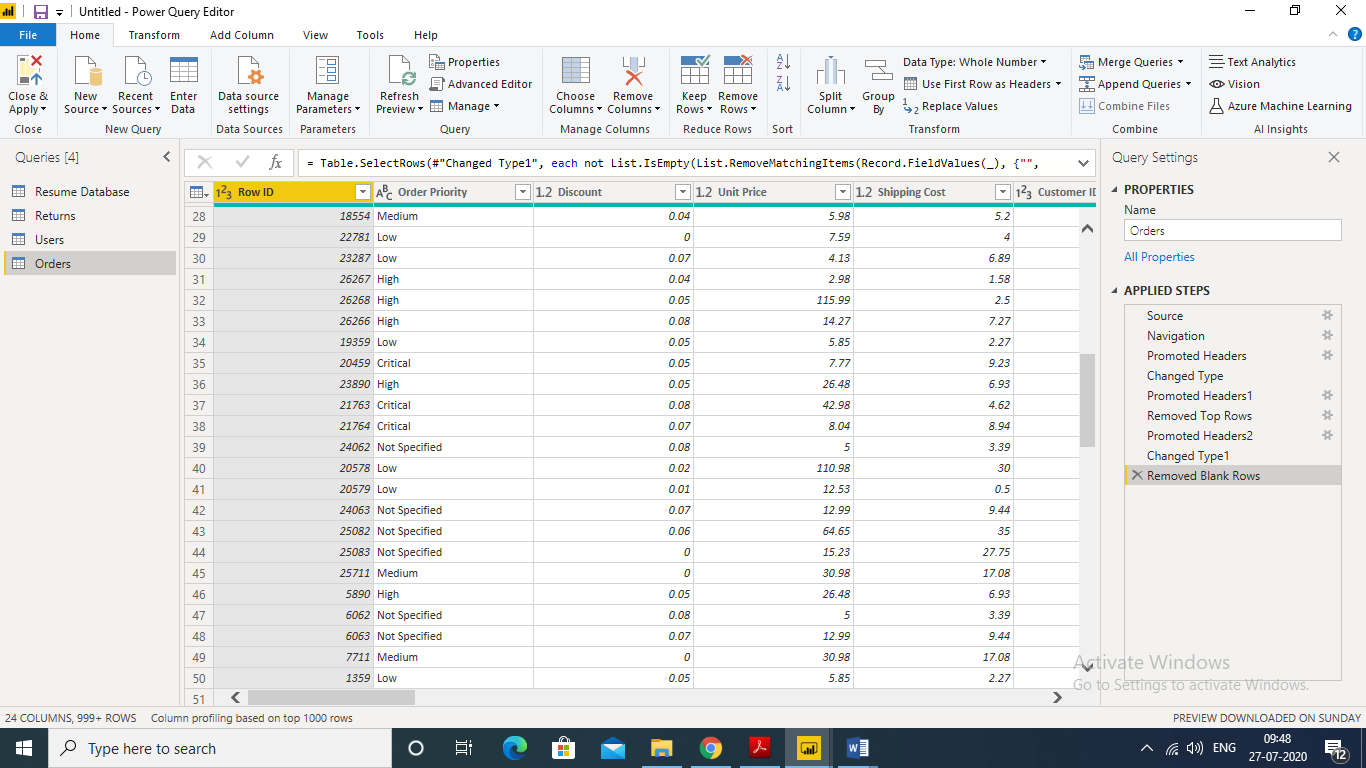 Untitled - Power Query Editor
File Home Transform Add Column View Tools Help
Close & Apply
New Source
Recent Sources
Enter Data
Data source settings
Manage Parameters
Refresh Preview
Properties
Advanced Editor
Manage
Choose Columns
Remove Columns
Keep Rows
Remove Rows
Split Column
Group By
Data Type: Whole Number
Use First Row as Headers
Replace Values
Merge Queries
Append Queries
Combine Files
Text Analytics
Vision
Azure Machine Learning
Close New Query Data Sources Parameters Query Manage Columns Reduce Rows Sort Transform Combine AI Insights
Queries [4]
Resume Database
Returns
Users
Orders
= Table.SelectRows(#"Changed Type1", each not List.IsEmpty(List.RemoveMatchingItems(Record.FieldValues(_), {"",
Row ID Order Priority 1.2 Discount 1.2 Unit Price 1.2 Shipping Cost Customer ID
28 18554 Medium 0.04 5.98 5.2
29 22781 Low 0 7.59 4
30 23287 Low 0.07 4.13 6.89
31 26267 High 0.04 2.98 1.58
32 26268 High 0.05 115.99 2.5
33 26266 High 0.08 14.27 7.27
34 19359 Low 0.05 5.85 2.27
35 20459 Critical 0.05 7.77 9.23
36 23890 High 0.05 26.48 6.93
37 21763 Critical 0.08 42.98 4.62
38 21764 Critical 0.07 8.04 8.94
39 24062 Not Specified 0.08 5 3.39
40 20578 Low 0.02 110.98 30
41 20579 Low 0.01 12.53 0.5
42 24063 Not Specified 0.07 12.99 9.44
43 25082 Not Specified 0.06 64.65 35
44 25083 Not Specified 0 15.23 27.75
45 25711 Medium 0 30.98 17.08
46 5890 High 0.05 26.48 6.93
47 6062 Not Specified 0.08 5 3.39
48 6063 Not Specified 0.07 12.99 9.44
49 7711 Medium 0 30.98 17.08
50 1359 Low 0.05 5.85 2.27
51
Query Settings
PROPERTIES
Name
Orders
All Properties
APPLIED STEPS
Source
Navigation
Promoted Headers
Changed Type
Promoted Headers1
Removed Top Rows
Promoted Headers2
Changed Type1
Removed Blank Rows
Activate Windows
Go to Settings to activate Windows.
24 COLUMNS, 999+ ROWS Column profiling based on top 1000 rows PREVIEW DOWNLOADED ON SUNDAY
Type here to search
ENG
09:48
27-07-2020
12